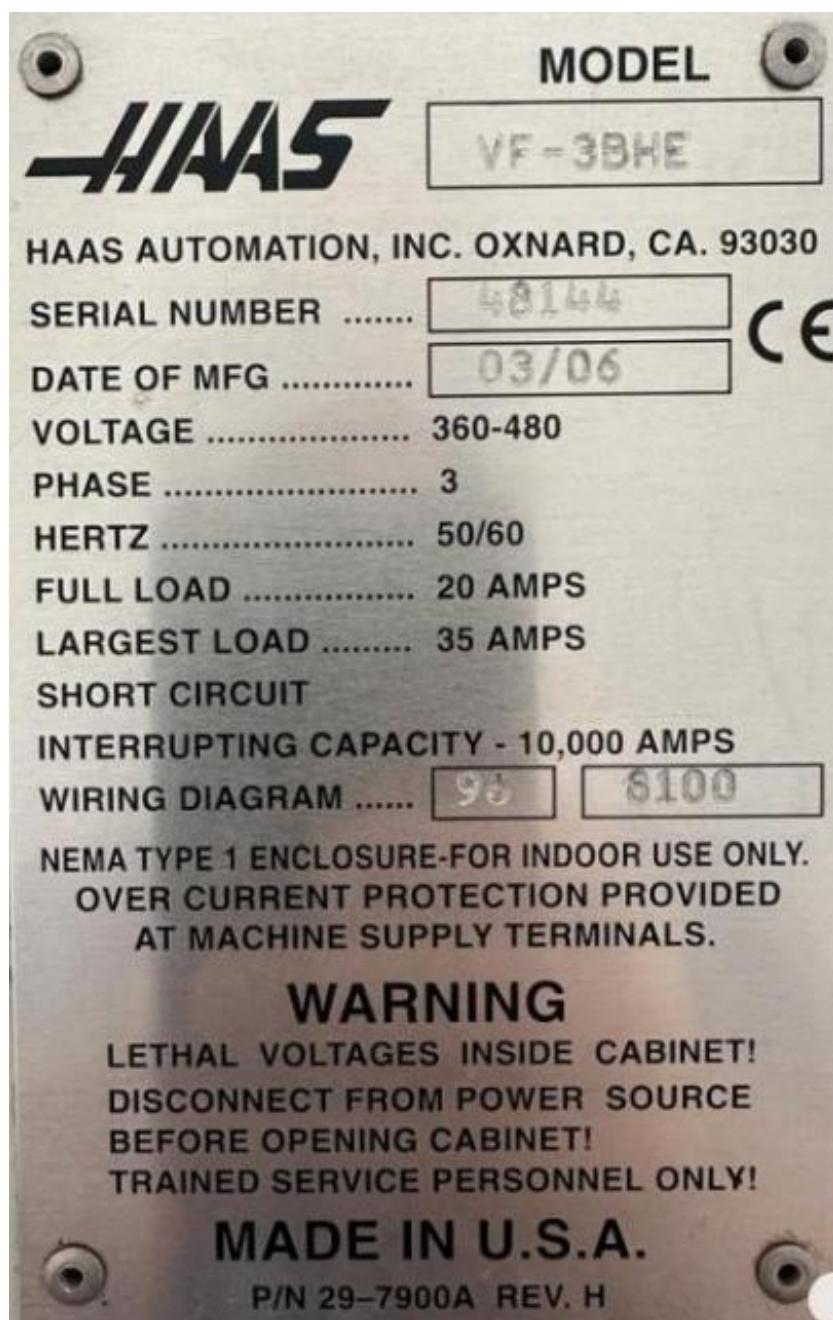 MODEL
HAAS
VF-3BHE
HAAS AUTOMATION, INC. OXNARD, CA. 93030
SERIAL NUMBER ....... 48144
CE
DATE OF MFG ............. 03/06
VOLTAGE .................... 360-480
PHASE ......................... 3
HERTZ ......................... 50/60
FULL LOAD ................. 20 AMPS
LARGEST LOAD ......... 35 AMPS
SHORT CIRCUIT
INTERRUPTING CAPACITY - 10,000 AMPS
WIRING DIAGRAM ...... 96 8100
NEMA TYPE 1 ENCLOSURE-FOR INDOOR USE ONLY.
OVER CURRENT PROTECTION PROVIDED
AT MACHINE SUPPLY TERMINALS.
WARNING
LETHAL VOLTAGES INSIDE CABINET!
DISCONNECT FROM POWER SOURCE
BEFORE OPENING CABINET!
TRAINED SERVICE PERSONNEL ONLY!
MADE IN U.S.A.
P/N 29-7900A REV. H